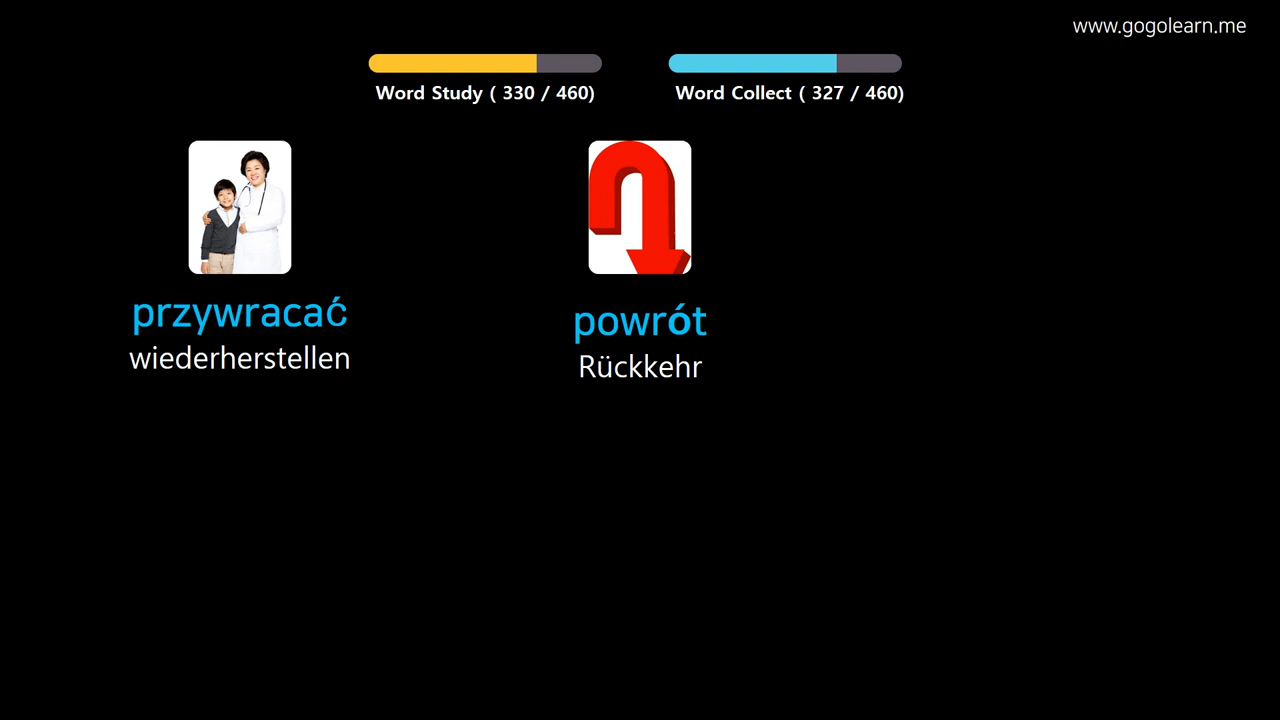 www.gogolearn.me
Word Study ( 330 / 460)
Word Collect ( 327 / 460)
przywracać
wiederherstellen
powrót
Rückkehr